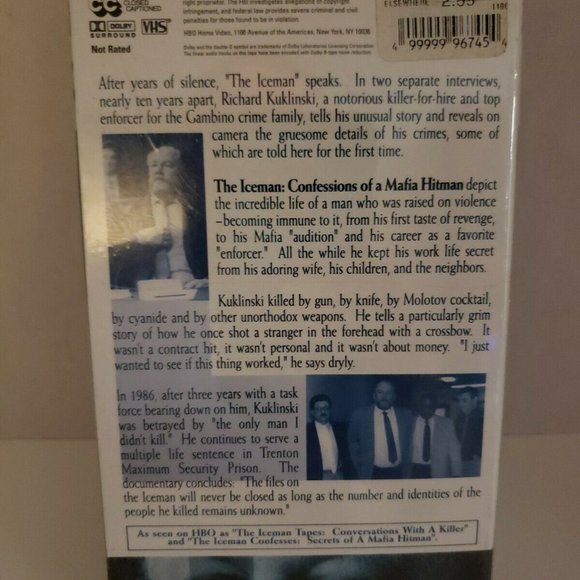 CC CLOSED
CAPTIONED
DOLBY
SURROUND
VHS
Not Rated
right proprietor. The FBI investigates allegations of copyright
infringement, and federal law provides severe criminal and civil
penalties for those found to be in violation.
HBO Home Video, 1100 Avenue of the Americas, New York, NY 10036
Dolby and the double-D symbol are trademarks of Dolby Laboratories Licensing Corporation.
ELSEWHERE 2.99
4 99999 96745 4
After years of silence, "The Iceman" speaks. In two separate interviews,
nearly ten years apart, Richard Kuklinski, a notorious killer-for-hire and top
enforcer for the Gambino crime family, tells his unusual story and reveals on
camera the gruesome details of his crimes, some of
which are told here for the first time.
The Iceman: Confessions of a Mafia Hitman depict
the incredible life of a man who was raised on violence
–becoming immune to it, from his first taste of revenge,
to his Mafia "audition" and his career as a favorite
"enforcer." All the while he kept his work life secret
from his adoring wife, his children, and the neighbors.
Kuklinski killed by gun, by knife, by Molotov cocktail,
by cyanide and by other unorthodox weapons. He tells a particularly grim
story of how he once shot a stranger in the forehead with a crossbow. It
wasn't a contract hit, it wasn't personal and it wasn't about money. "I just
wanted to see if this thing worked," he says dryly.
In 1986, after three years with a task
force bearing down on him, Kuklinski
was betrayed by "the only man I
didn't kill." He continues to serve a
multiple life sentence in Trenton
Maximum Security Prison. The
documentary concludes: "The files on
the Iceman will never be closed as long as the number and identities of the
people he killed remains unknown."
As seen on HBO as "The Iceman Tapes: Conversations With A Killer"
and "The Iceman Confesses: Secrets of A Mafia Hitman".